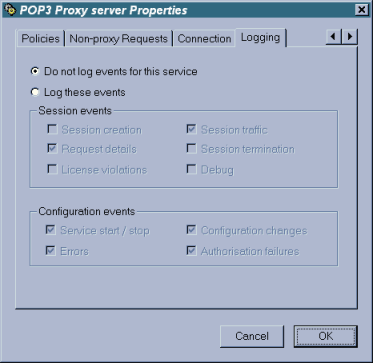 POP3 Proxy server Properties
Policies Non-proxy Requests Connection Logging
Do not log events for this service
Log these events
Session events
Session creation Session traffic
Request details Session termination
License violations Debug
Configuration events
Service start / stop Configuration changes
Errors Authorisation failures
Cancel OK